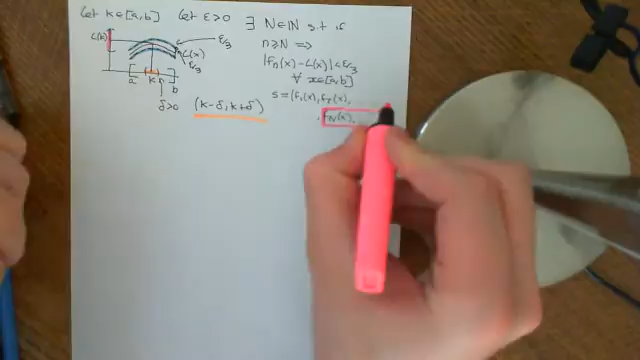 Let k∈[a,b] Let ε>0 ∃ N∈ℕ s.t if
n⩾N ⟹
|Fn(x)-L(x)|<ε/3
∀ x∈[a,b]
S=(F₁(x),F₂(x),
,FN(x),
L(k)
ε/3
L(x)
ε/3
a k n b
δ>0 (k-δ,k+δ)